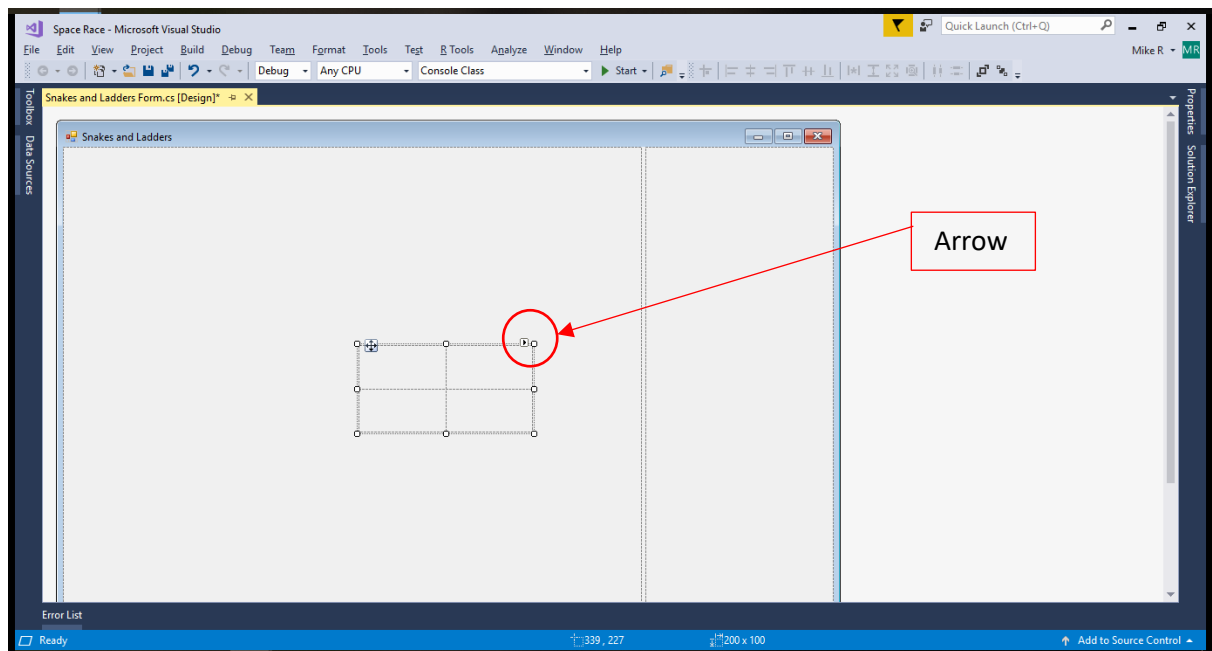 Space Race - Microsoft Visual Studio
Quick Launch (Ctrl+Q)
File Edit View Project Build Debug Team Format Tools Test R Tools Analyze Window Help
Mike R MR
Debug Any CPU Console Class Start
Toolbox
Data Sources
Snakes and Ladders Form.cs [Design]*
Properties
Solution Explorer
Snakes and Ladders
Arrow
Error List
Ready 339 , 227 200 x 100 Add to Source Control